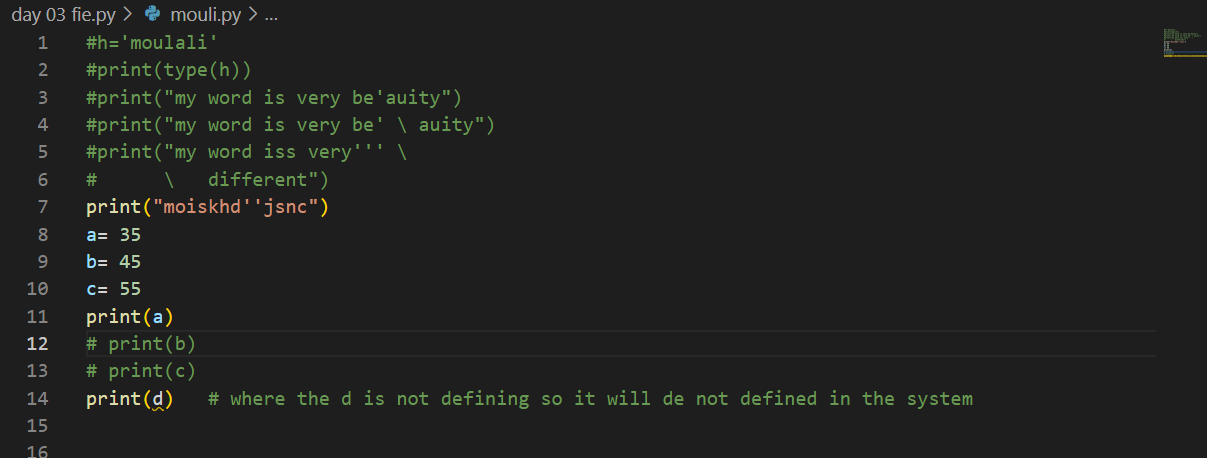 day 03 fie.py > mouli.py > ...
1 #h='moulali'
2 #print(type(h))
3 #print("my word is very be'auity")
4 #print("my word is very be' \ auity")
5 #print("my word iss very''' \
6 #      \   different")
7 print("moiskhd''jsnc")
8 a= 35
9 b= 45
10 c= 55
11 print(a)
12 # print(b)
13 # print(c)
14 print(d)   # where the d is not defining so it will de not defined in the system
15
16